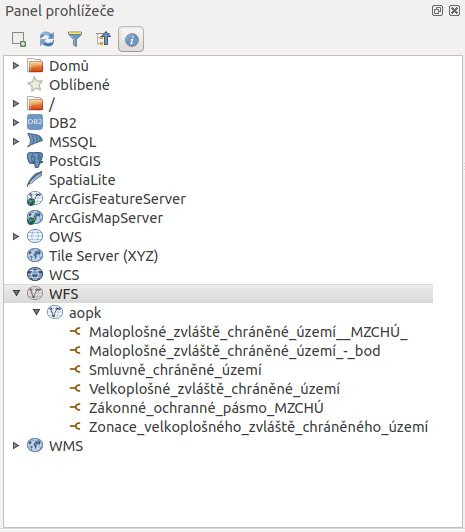 Panel prohlížeče
Domů
Oblíbené
/
DB2
MSSQL
PostGIS
SpatiaLite
ArcGisFeatureServer
ArcGisMapServer
OWS
Tile Server (XYZ)
WCS
WFS
aopk
Maloplošné_zvláště_chráněné_území__MZCHÚ_
Maloplošné_zvláště_chráněné_území_-_bod
Smluvně_chráněné_území
Velkoplošné_zvláště_chráněné_území
Zákonné_ochranné_pásmo_MZCHÚ
Zonace_velkoplošného_zvláště_chráněného_území
WMS